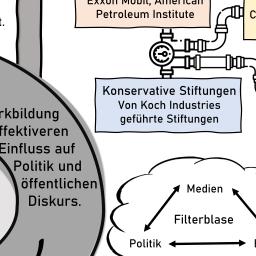 Exxon Mobil, American
Petroleum Institute
t.
Konservative Stiftungen
Von Koch Industries
geführte Stiftungen
rkbildung
ffektiveren
Einfluss auf
Politik und
öffentlichen
Diskurs.
Medien
Filterblase
Politik